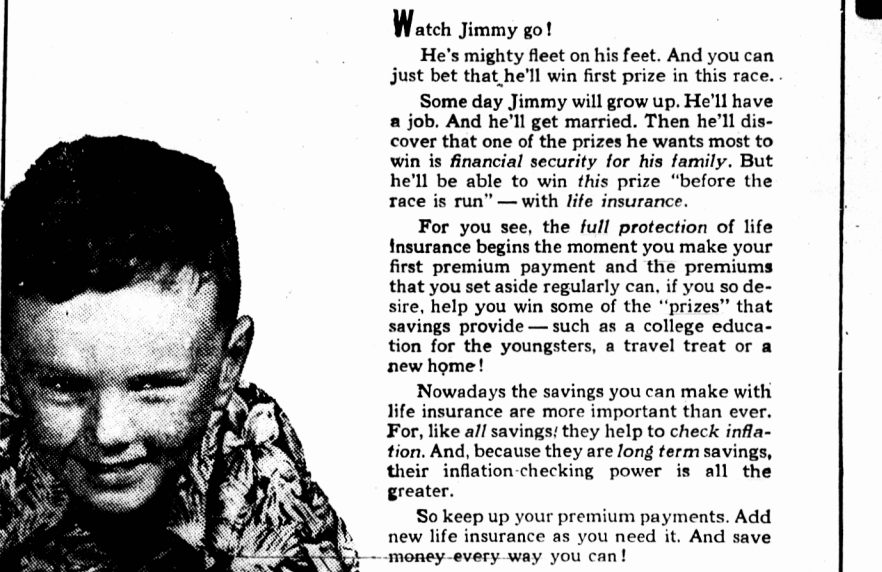 Watch Jimmy go!
He's mighty fleet on his feet. And you can
just bet that he'll win first prize in this race.
Some day Jimmy will grow up. He'll have
a job. And he'll get married. Then he'll dis-
cover that one of the prizes he wants most to
win is financial security for his family. But
he'll be able to win this prize "before the
race is run" — with life insurance.
For you see, the full protection of life
insurance begins the moment you make your
first premium payment and the premiums
that you set aside regularly can, if you so de-
sire, help you win some of the "prizes" that
savings provide — such as a college educa-
tion for the youngsters, a travel treat or a
new home!
Nowadays the savings you can make with
life insurance are more important than ever.
For, like all savings, they help to check infla-
tion. And, because they are long term savings,
their inflation-checking power is all the
greater.
So keep up your premium payments. Add
new life insurance as you need it. And save
money every way you can!